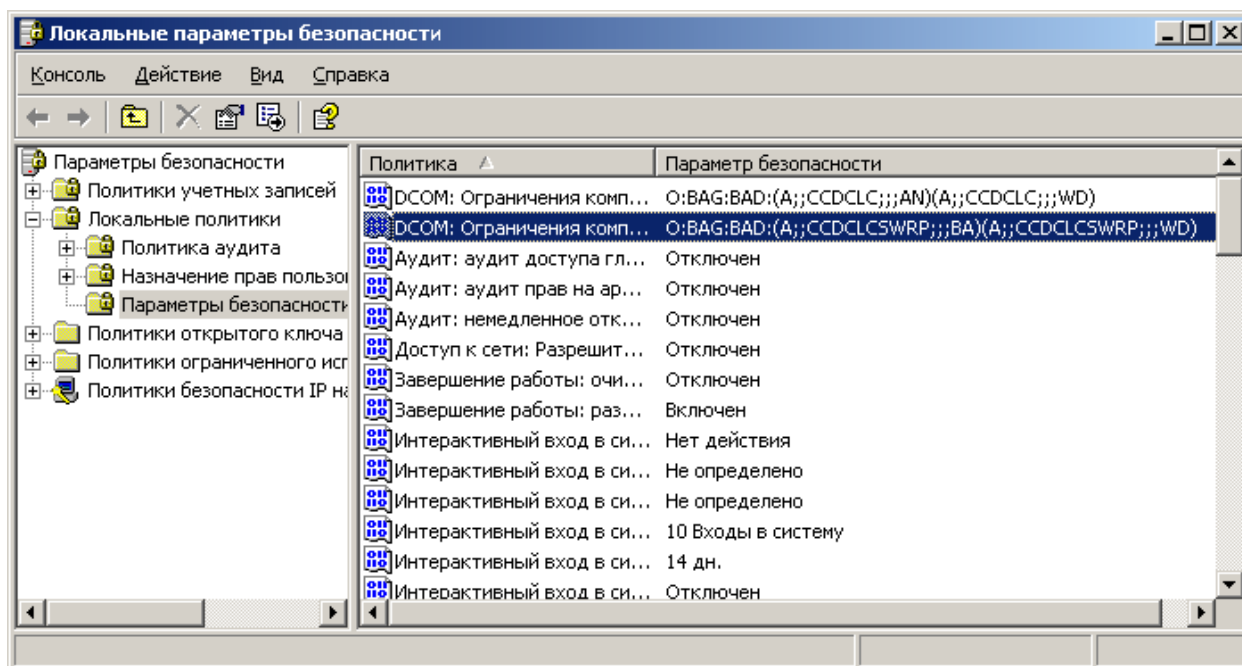 Локальные параметры безопасности
Консоль Действие Вид Справка
Параметры безопасности
Политики учетных записей
Локальные политики
Политика аудита
Назначение прав пользо
Параметры безопасност
Политики открытого ключа
Политики ограниченного исп
Политики безопасности IP на
Политика Параметр безопасности
DCOM: Ограничения комп... O:BAG:BAD:(A;;CCDCLC;;;AN)(A;;CCDCLC;;;WD)
DCOM: Ограничения комп... O:BAG:BAD:(A;;CCDCLCSWRP;;;BA)(A;;CCDCLCSWRP;;;WD)
Аудит: аудит доступа гл... Отключен
Аудит: аудит прав на ар... Отключен
Аудит: немедленное отк... Отключен
Доступ к сети: Разрешит... Отключен
Завершение работы: очи... Отключен
Завершение работы: раз... Включен
Интерактивный вход в си... Нет действия
Интерактивный вход в си... Не определено
Интерактивный вход в си... Не определено
Интерактивный вход в си... 10 Входы в систему
Интерактивный вход в си... 14 дн.
Интерактивный вход в си... Отключен